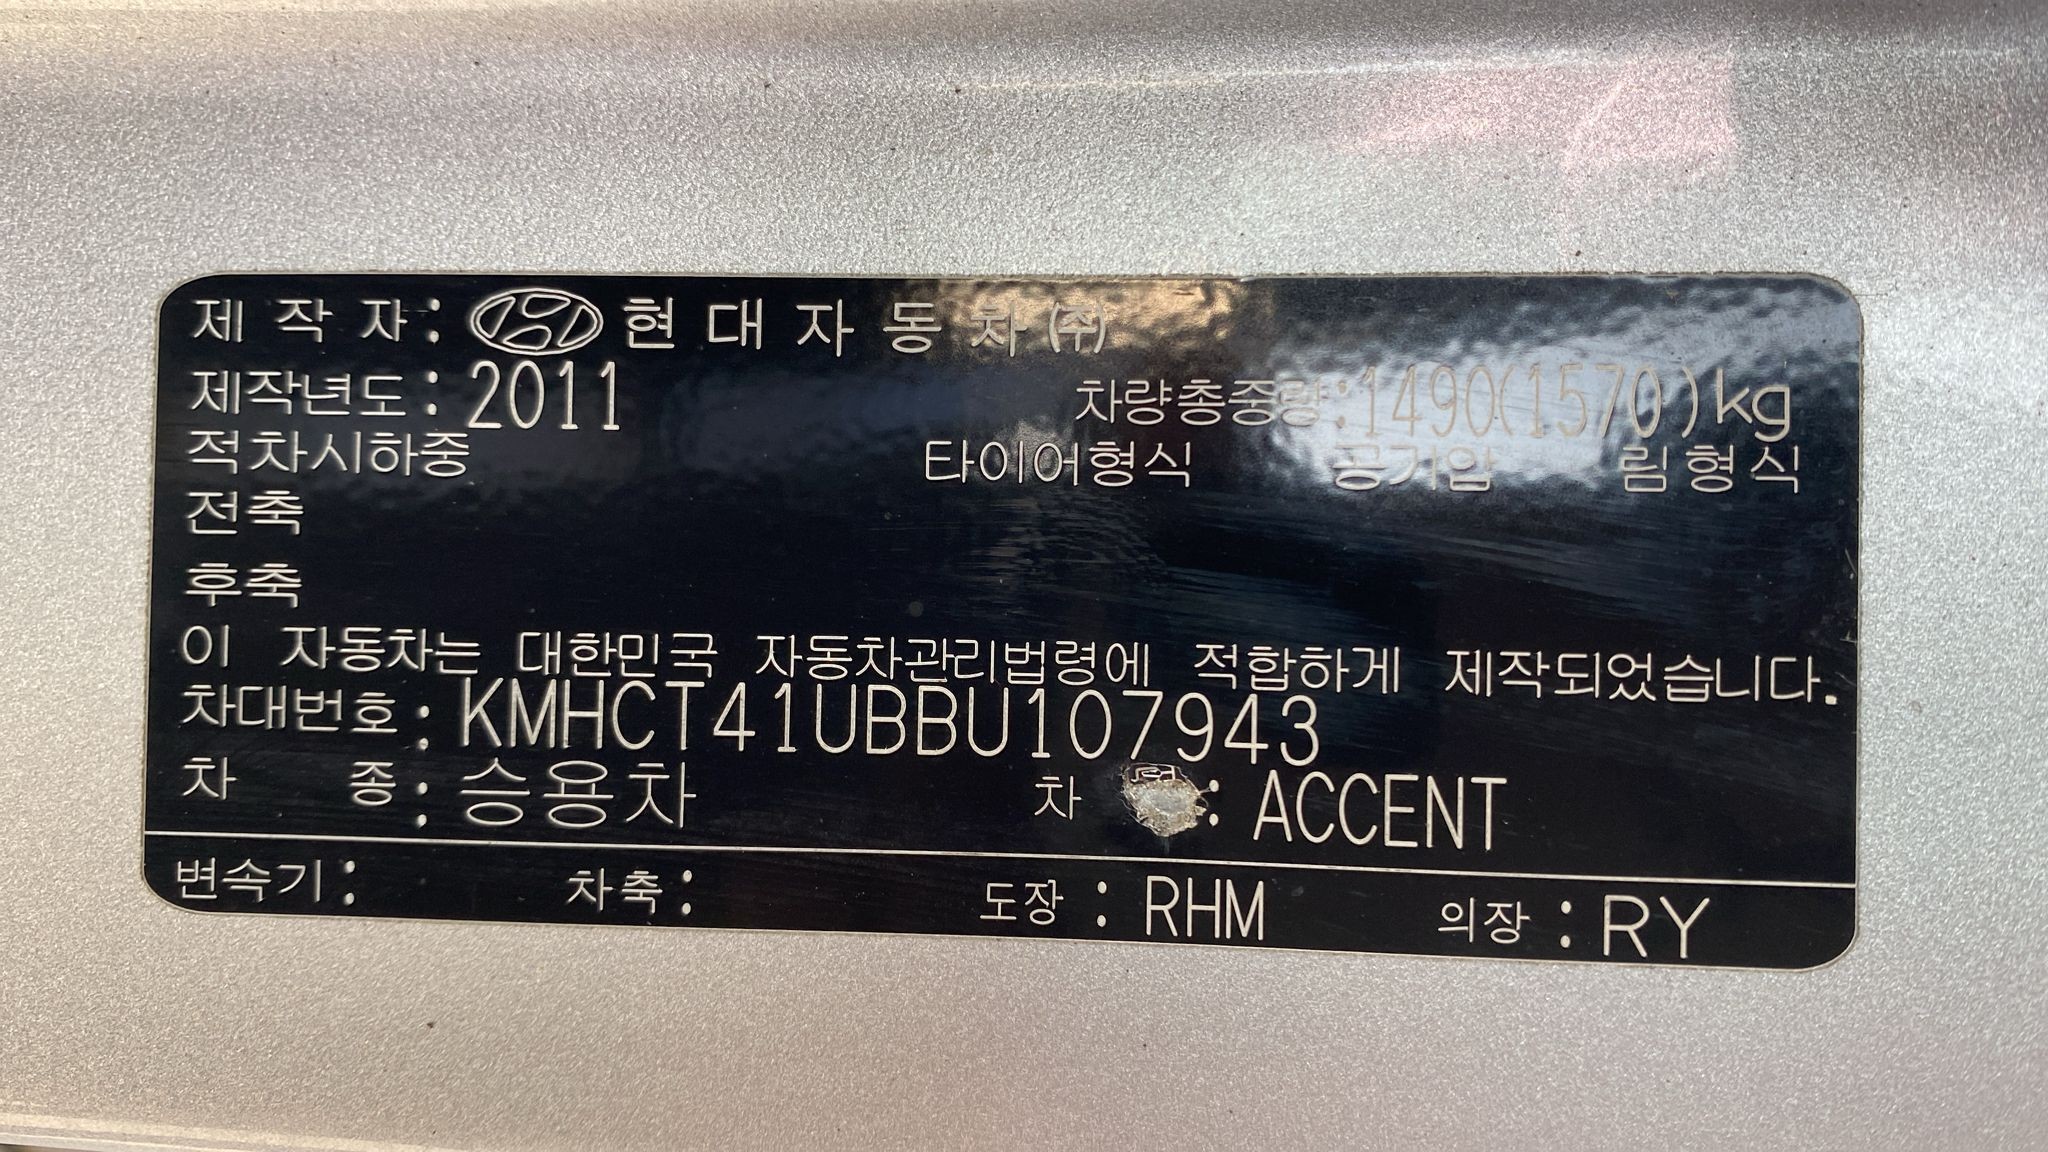 제 작 자 : 현 대 자 동 차 (주)
제작년도 : 2011 차량총중량 : 1490(1570)kg
적차시하중 타이어형식 공기압 림형식
전축
후축
이 자동차는 대한민국 자동차관리법령에 적합하게 제작되었습니다.
차대번호 : KMHCT41UBBU107943
차 종 : 승용차 차 : ACCENT
변속기 : 차축 : 도장 : RHM 의장 : RY